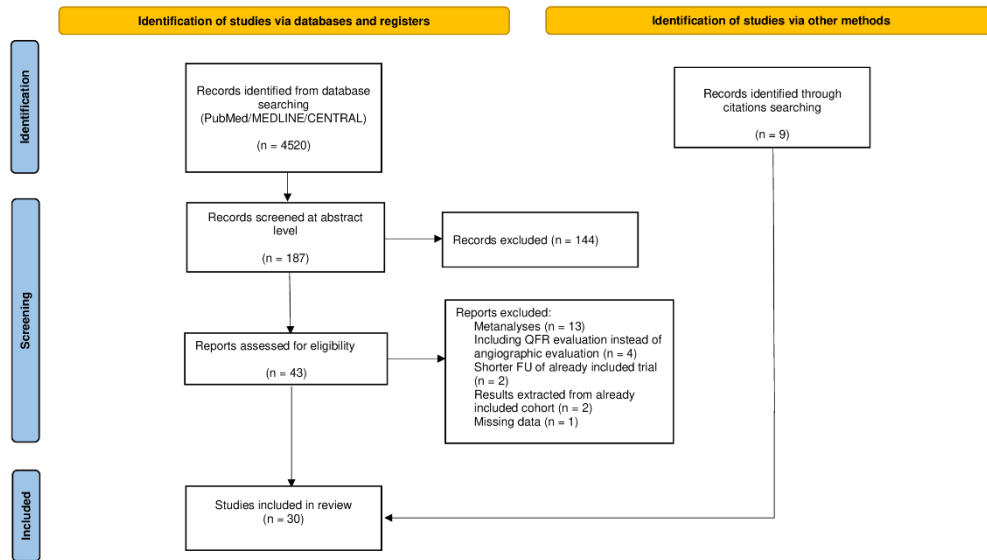 Identification of studies via databases and registers
Identification of studies via other methods
Identification
Records identified from database
searching
(PubMed/MEDLINE/CENTRAL)
(n = 4520)
Records identified through
citations searching
(n = 9)
Screening
Records screened at abstract
level
(n = 187)
Records excluded (n = 144)
Reports assessed for eligibility
(n = 43)
Reports excluded:
Metanalyses (n = 13)
Including QFR evaluation instead of
angiographic evaluation (n = 4)
Shorter FU of already included trial
(n = 2)
Results extracted from already
included cohort (n = 2)
Missing data (n = 1)
Included
Studies included in review
(n = 30)